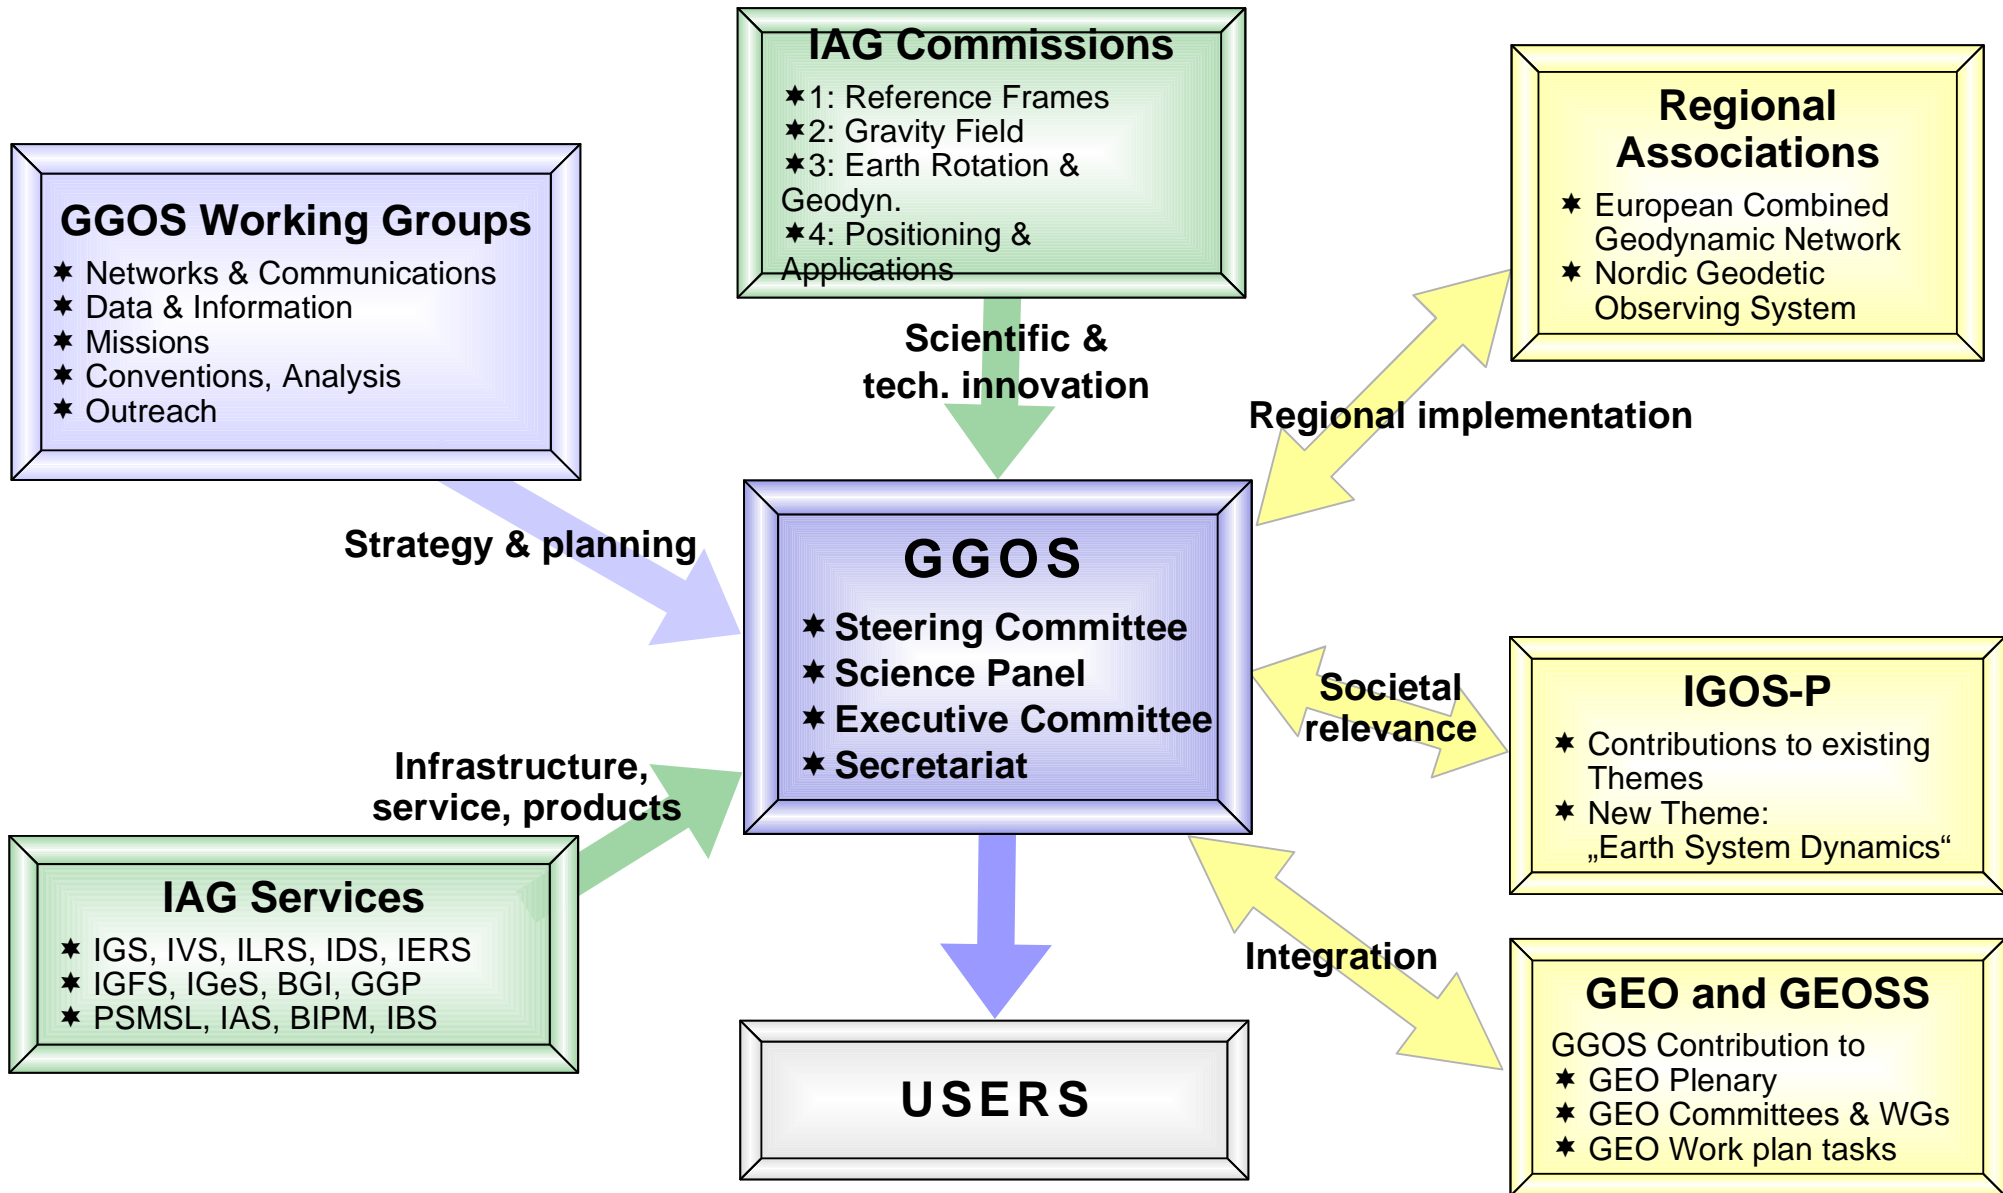 IAG Commissions
✶1: Reference Frames
✶2: Gravity Field
✶3: Earth Rotation &
Geodyn.
✶4: Positioning &
Applications
Regional
Associations
✶ European Combined
Geodynamic Network
✶ Nordic Geodetic
Observing System
GGOS Working Groups
✶ Networks & Communications
✶ Data & Information
✶ Missions
✶ Conventions, Analysis
✶ Outreach
Scientific &
tech. innovation
Regional implementation
Strategy & planning
GGOS
✶ Steering Committee
✶ Science Panel
✶ Executive Committee
✶ Secretariat
Societal
relevance
IGOS-P
✶ Contributions to existing
Themes
✶ New Theme:
„Earth System Dynamics“
Infrastructure,
service, products
IAG Services
✶ IGS, IVS, ILRS, IDS, IERS
✶ IGFS, IGeS, BGI, GGP
✶ PSMSL, IAS, BIPM, IBS
Integration
GEO and GEOSS
GGOS Contribution to
✶ GEO Plenary
✶ GEO Committees & WGs
✶ GEO Work plan tasks
USERS